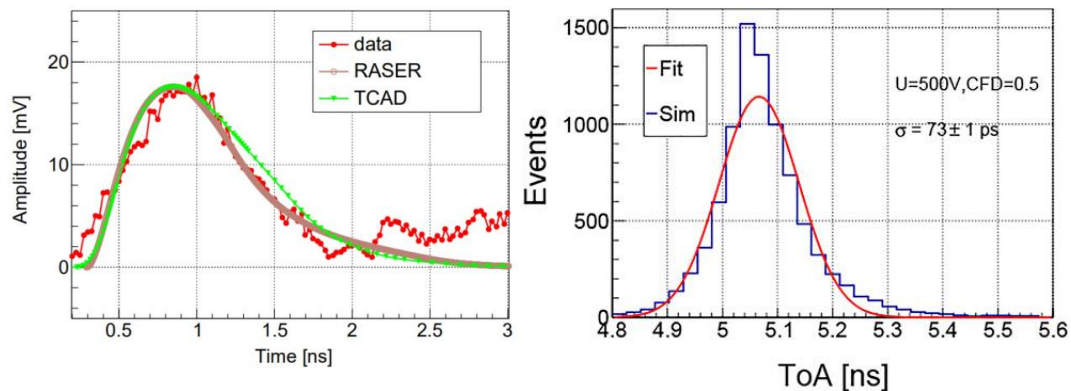 Amplitude [mV]
20
10
0
data
RASER
TCAD
0.5 1 1.5 2 2.5 3
Time [ns]
Events
1500
1000
500
0
Fit
Sim
U=500V,CFD=0.5
σ = 73± 1 ps
4.8 4.9 5 5.1 5.2 5.3 5.4 5.5 5.6
ToA [ns]